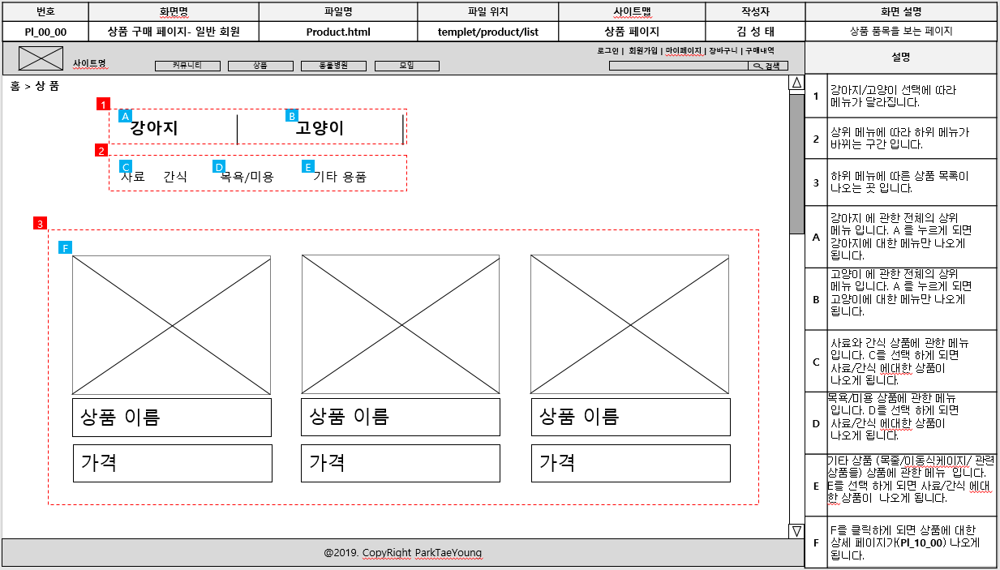 번호 화면명 파일명 파일 위치 사이트맵 작성자 화면 설명
Pl_00_00 상품 구매 페이지- 일반 회원 Product.html templet/product/list 상품 페이지 김 성 태 상품 품목을 보는 페이지
로그인 | 회원가입 | 마이페이지 | 장바구니 | 구매내역
사이트명 커뮤니티 상품 동물병원 모임 검색
홈 > 상 품
1
A 강아지
B 고양이
2
C 사료 간식
D 목욕/미용
E 기타 용품
3
F
상품 이름 상품 이름 상품 이름
가격 가격 가격
@2019. CopyRight ParkTaeYoung
설명
1
강아지/고양이 선택에 따라
메뉴가 달라집니다.
2
상위 메뉴에 따라 하위 메뉴가
바뀌는 구간 입니다.
3
하위 메뉴에 따른 상품 목록이
나오는 곳 입니다.
A
강아지 에 관한 전체의 상위
메뉴 입니다. A 를 누르게 되면
강아지에 대한 메뉴만 나오게
됩니다.
B
고양이 에 관한 전체의 상위
메뉴 입니다. A 를 누르게 되면
고양이에 대한 메뉴만 나오게
됩니다.
C
사료와 간식 상품에 관한 메뉴
입니다. C를 선택 하게 되면
사료/간식 에대한 상품이
나오게 됩니다.
D
목욕/미용 상품에 관한 메뉴
입니다. D를 선택 하게 되면
사료/간식 에대한 상품이
나오게 됩니다.
E
기타 상품 (목줄/이동식케이지/ 관련
상품들) 상품에 관한 메뉴 입니다.
E를 선택 하게 되면 사료/간식 에대
한 상품이 나오게 됩니다.
F
F를 클릭하게 되면 상품에 대한
상세 페이지가(Pl_10_00) 나오게
됩니다.